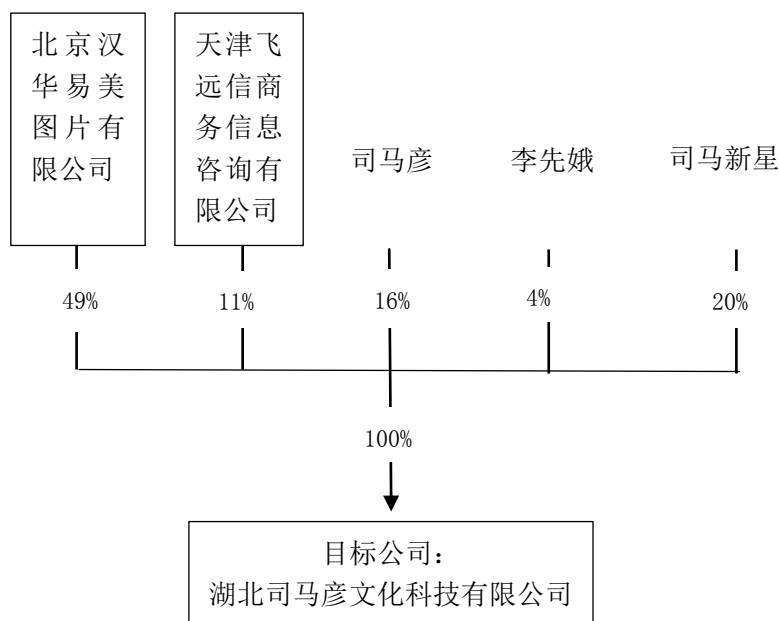 北京汉
华易美
图片有
限公司
天津飞
远信商
务信息
咨询有
限公司
司马彦
李先娥
司马新星
49%
11%
16%
4%
20%
100%
目标公司：
湖北司马彦文化科技有限公司